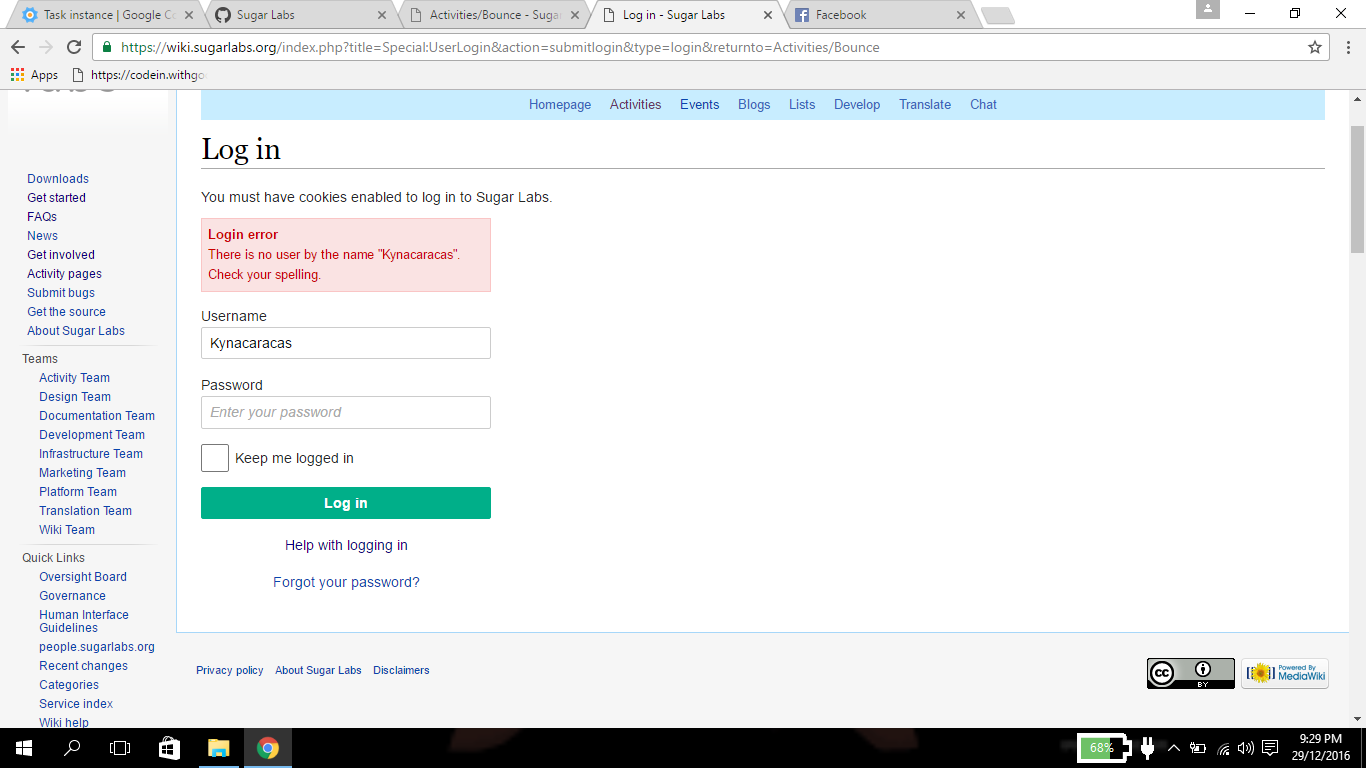 Task instance | Google Co
Sugar Labs
Activities/Bounce - Sugar
Log in - Sugar Labs
Facebook
https://wiki.sugarlabs.org/index.php?title=Special:UserLogin&action=submitlogin&type=login&returnto=Activities/Bounce
Apps
https://codein.withgo
Homepage Activities Events Blogs Lists Develop Translate Chat
Log in
You must have cookies enabled to log in to Sugar Labs.
Login error
There is no user by the name "Kynacaracas".
Check your spelling.
Username
Kynacaracas
Password
Enter your password
Keep me logged in
Log in
Help with logging in
Forgot your password?
Downloads
Get started
FAQs
News
Get involved
Activity pages
Submit bugs
Get the source
About Sugar Labs
Teams
Activity Team
Design Team
Documentation Team
Development Team
Infrastructure Team
Marketing Team
Platform Team
Translation Team
Wiki Team
Quick Links
Oversight Board
Governance
Human Interface
Guidelines
people.sugarlabs.org
Recent changes
Categories
Service index
Wiki help
Privacy policy About Sugar Labs Disclaimers
cc
BY
Powered By
MediaWiki
68%
9:29 PM
29/12/2016